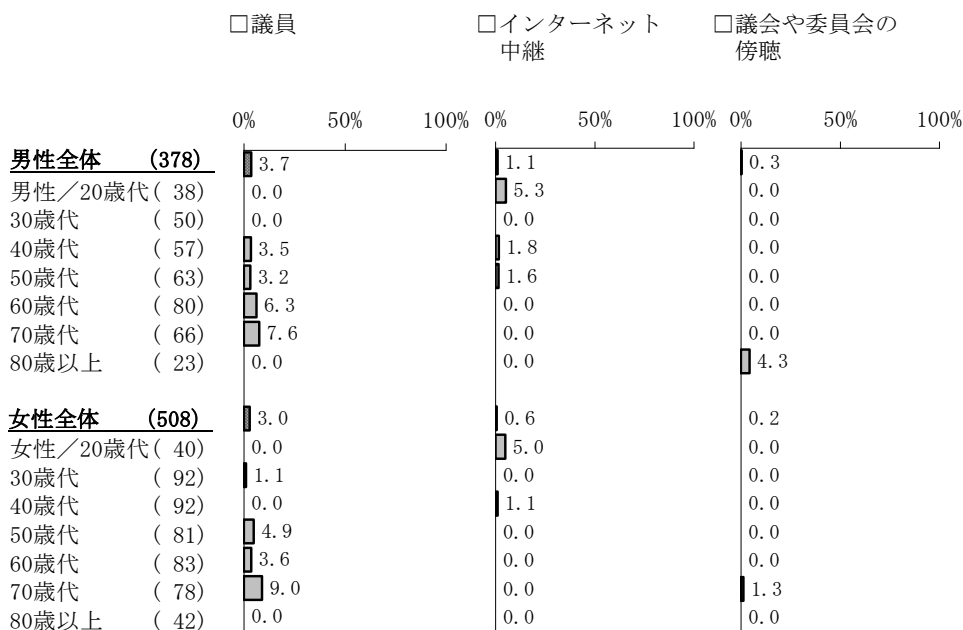 □議員 □インターネット □議会や委員会の
中継 傍聴
0% 50% 100% 0% 50% 100% 0% 50% 100%
男性全体 (378) 3.7 1.1 0.3
男性／20歳代( 38) 0.0 5.3 0.0
30歳代 ( 50) 0.0 0.0 0.0
40歳代 ( 57) 3.5 1.8 0.0
50歳代 ( 63) 3.2 1.6 0.0
60歳代 ( 80) 6.3 0.0 0.0
70歳代 ( 66) 7.6 0.0 0.0
80歳以上 ( 23) 0.0 0.0 4.3
女性全体 (508) 3.0 0.6 0.2
女性／20歳代( 40) 0.0 5.0 0.0
30歳代 ( 92) 1.1 0.0 0.0
40歳代 ( 92) 0.0 1.1 0.0
50歳代 ( 81) 4.9 0.0 0.0
60歳代 ( 83) 3.6 0.0 0.0
70歳代 ( 78) 9.0 0.0 1.3
80歳以上 ( 42) 0.0 0.0 0.0